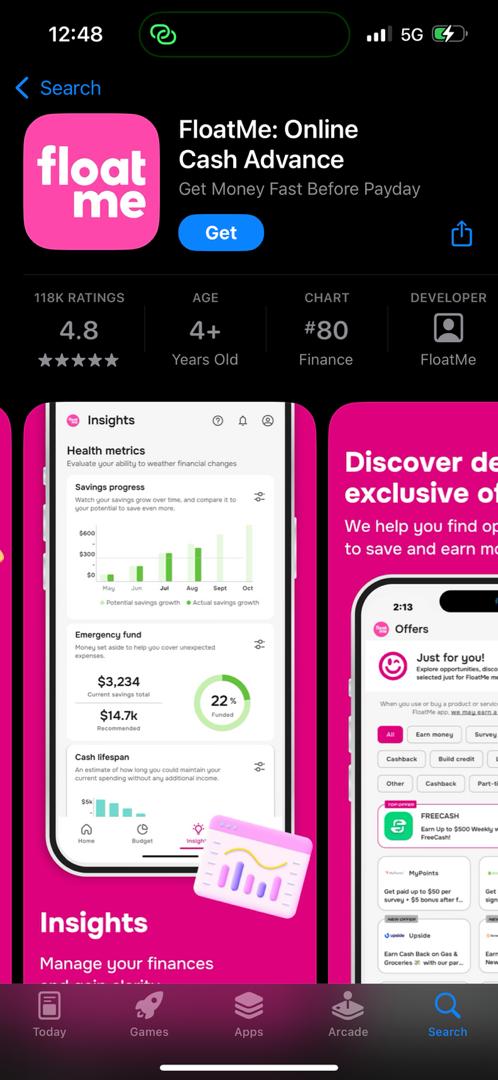 12:48
5G
Search
float
me
FloatMe: Online
Cash Advance
Get Money Fast Before Payday
Get
118K RATINGS
4.8
AGE
4+
Years Old
CHART
#80
Finance
DEVELOPER
FloatMe
Insights
Health metrics
Evaluate your ability to weather financial changes
Savings progress
Watch your savings grow over time, and compare it to
your potential to save even more.
$600
$300
$0
May Jun Jul Aug Sept Oct
Potential savings growth Actual savings growth
Emergency fund
Money set aside to help you cover unexpected
expenses.
$3,234
Current savings total
$14.7k
Recommended
22%
Funded
Cash lifespan
An estimate of how long you could maintain your
current spending without any additional income.
$5k
Home Budget Insights
Insights
Manage your finances
and gain clarity
Discover de
exclusive of
We help you find op
to save and earn mo
2:13
Offers
Just for you!
Explore opportunities, disco
selected just for FloatMe me
When you use or buy a product or servic
FloatMe app, we may earn a
All Earn money Survey
Cashback Build credit
Other Cashback Part-ti
TOP OFFER
FREECASH
Earn Up to $500 Weekly w
FreeCash!
MyPoints
Get paid up to $50 per
survey + $5 bonus after f...
Get
sign
NEW OFFER
Upside
Earn Cash Back on Gas &
Groceries 💸 with our par...
Earn
New
Today
Games
Apps
Arcade
Search